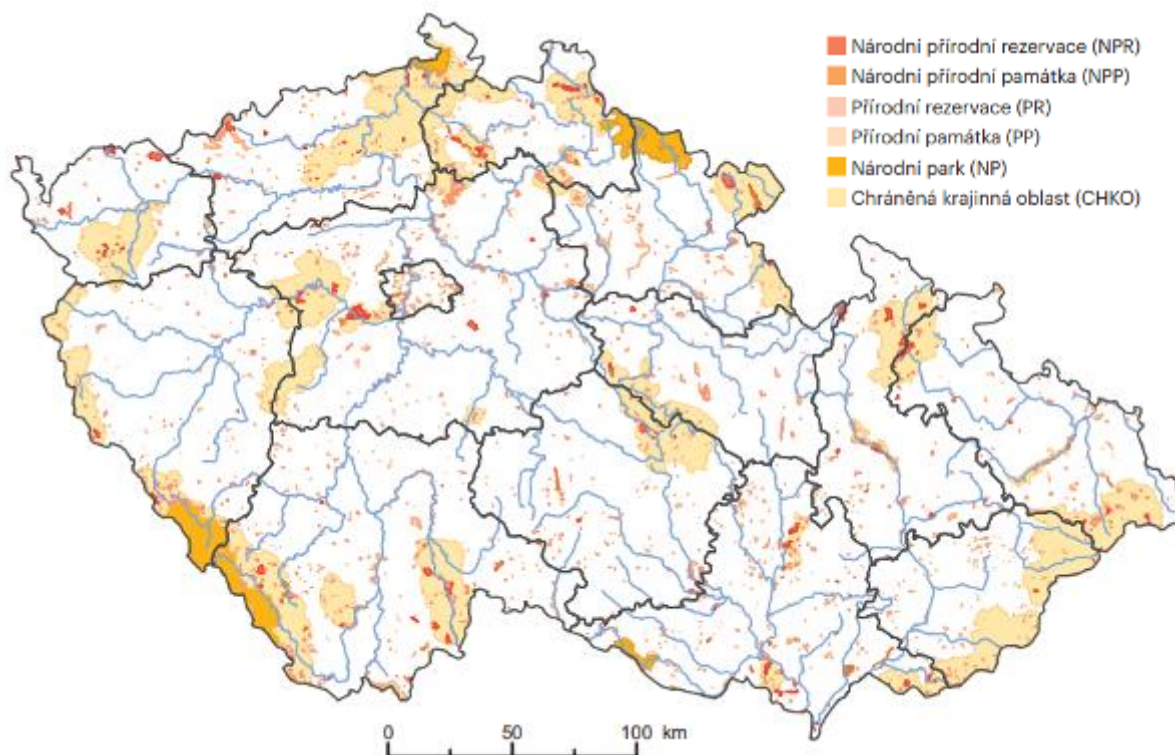 Národní přírodní rezervace (NPR)
Národní přírodní památka (NPP)
Přírodní rezervace (PR)
Přírodní památka (PP)
Národní park (NP)
Chráněná krajinná oblast (CHKO)
0 50 100 km